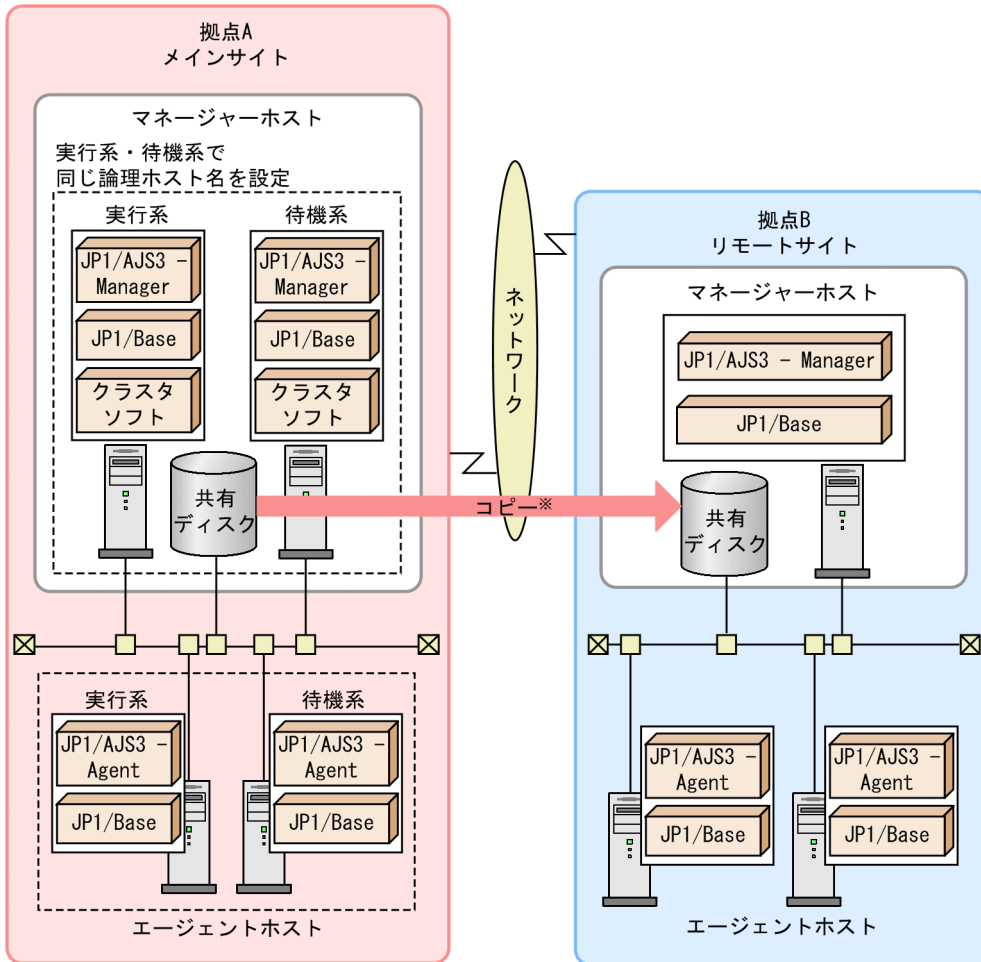 拠点A
メインサイト
マネージャーホスト
実行系・待機系で
同じ論理ホスト名を設定
実行系
JP1/AJS3 −
Manager
JP1/Base
クラスタ
ソフト
待機系
JP1/AJS3 −
Manager
JP1/Base
クラスタ
ソフト
共有
ディスク
コピー※
ネットワーク
実行系
JP1/AJS3 −
Agent
JP1/Base
待機系
JP1/AJS3 −
Agent
JP1/Base
エージェントホスト
拠点B
リモートサイト
マネージャーホスト
JP1/AJS3 − Manager
JP1/Base
共有
ディスク
JP1/AJS3 −
Agent
JP1/Base
JP1/AJS3 −
Agent
JP1/Base
エージェントホスト